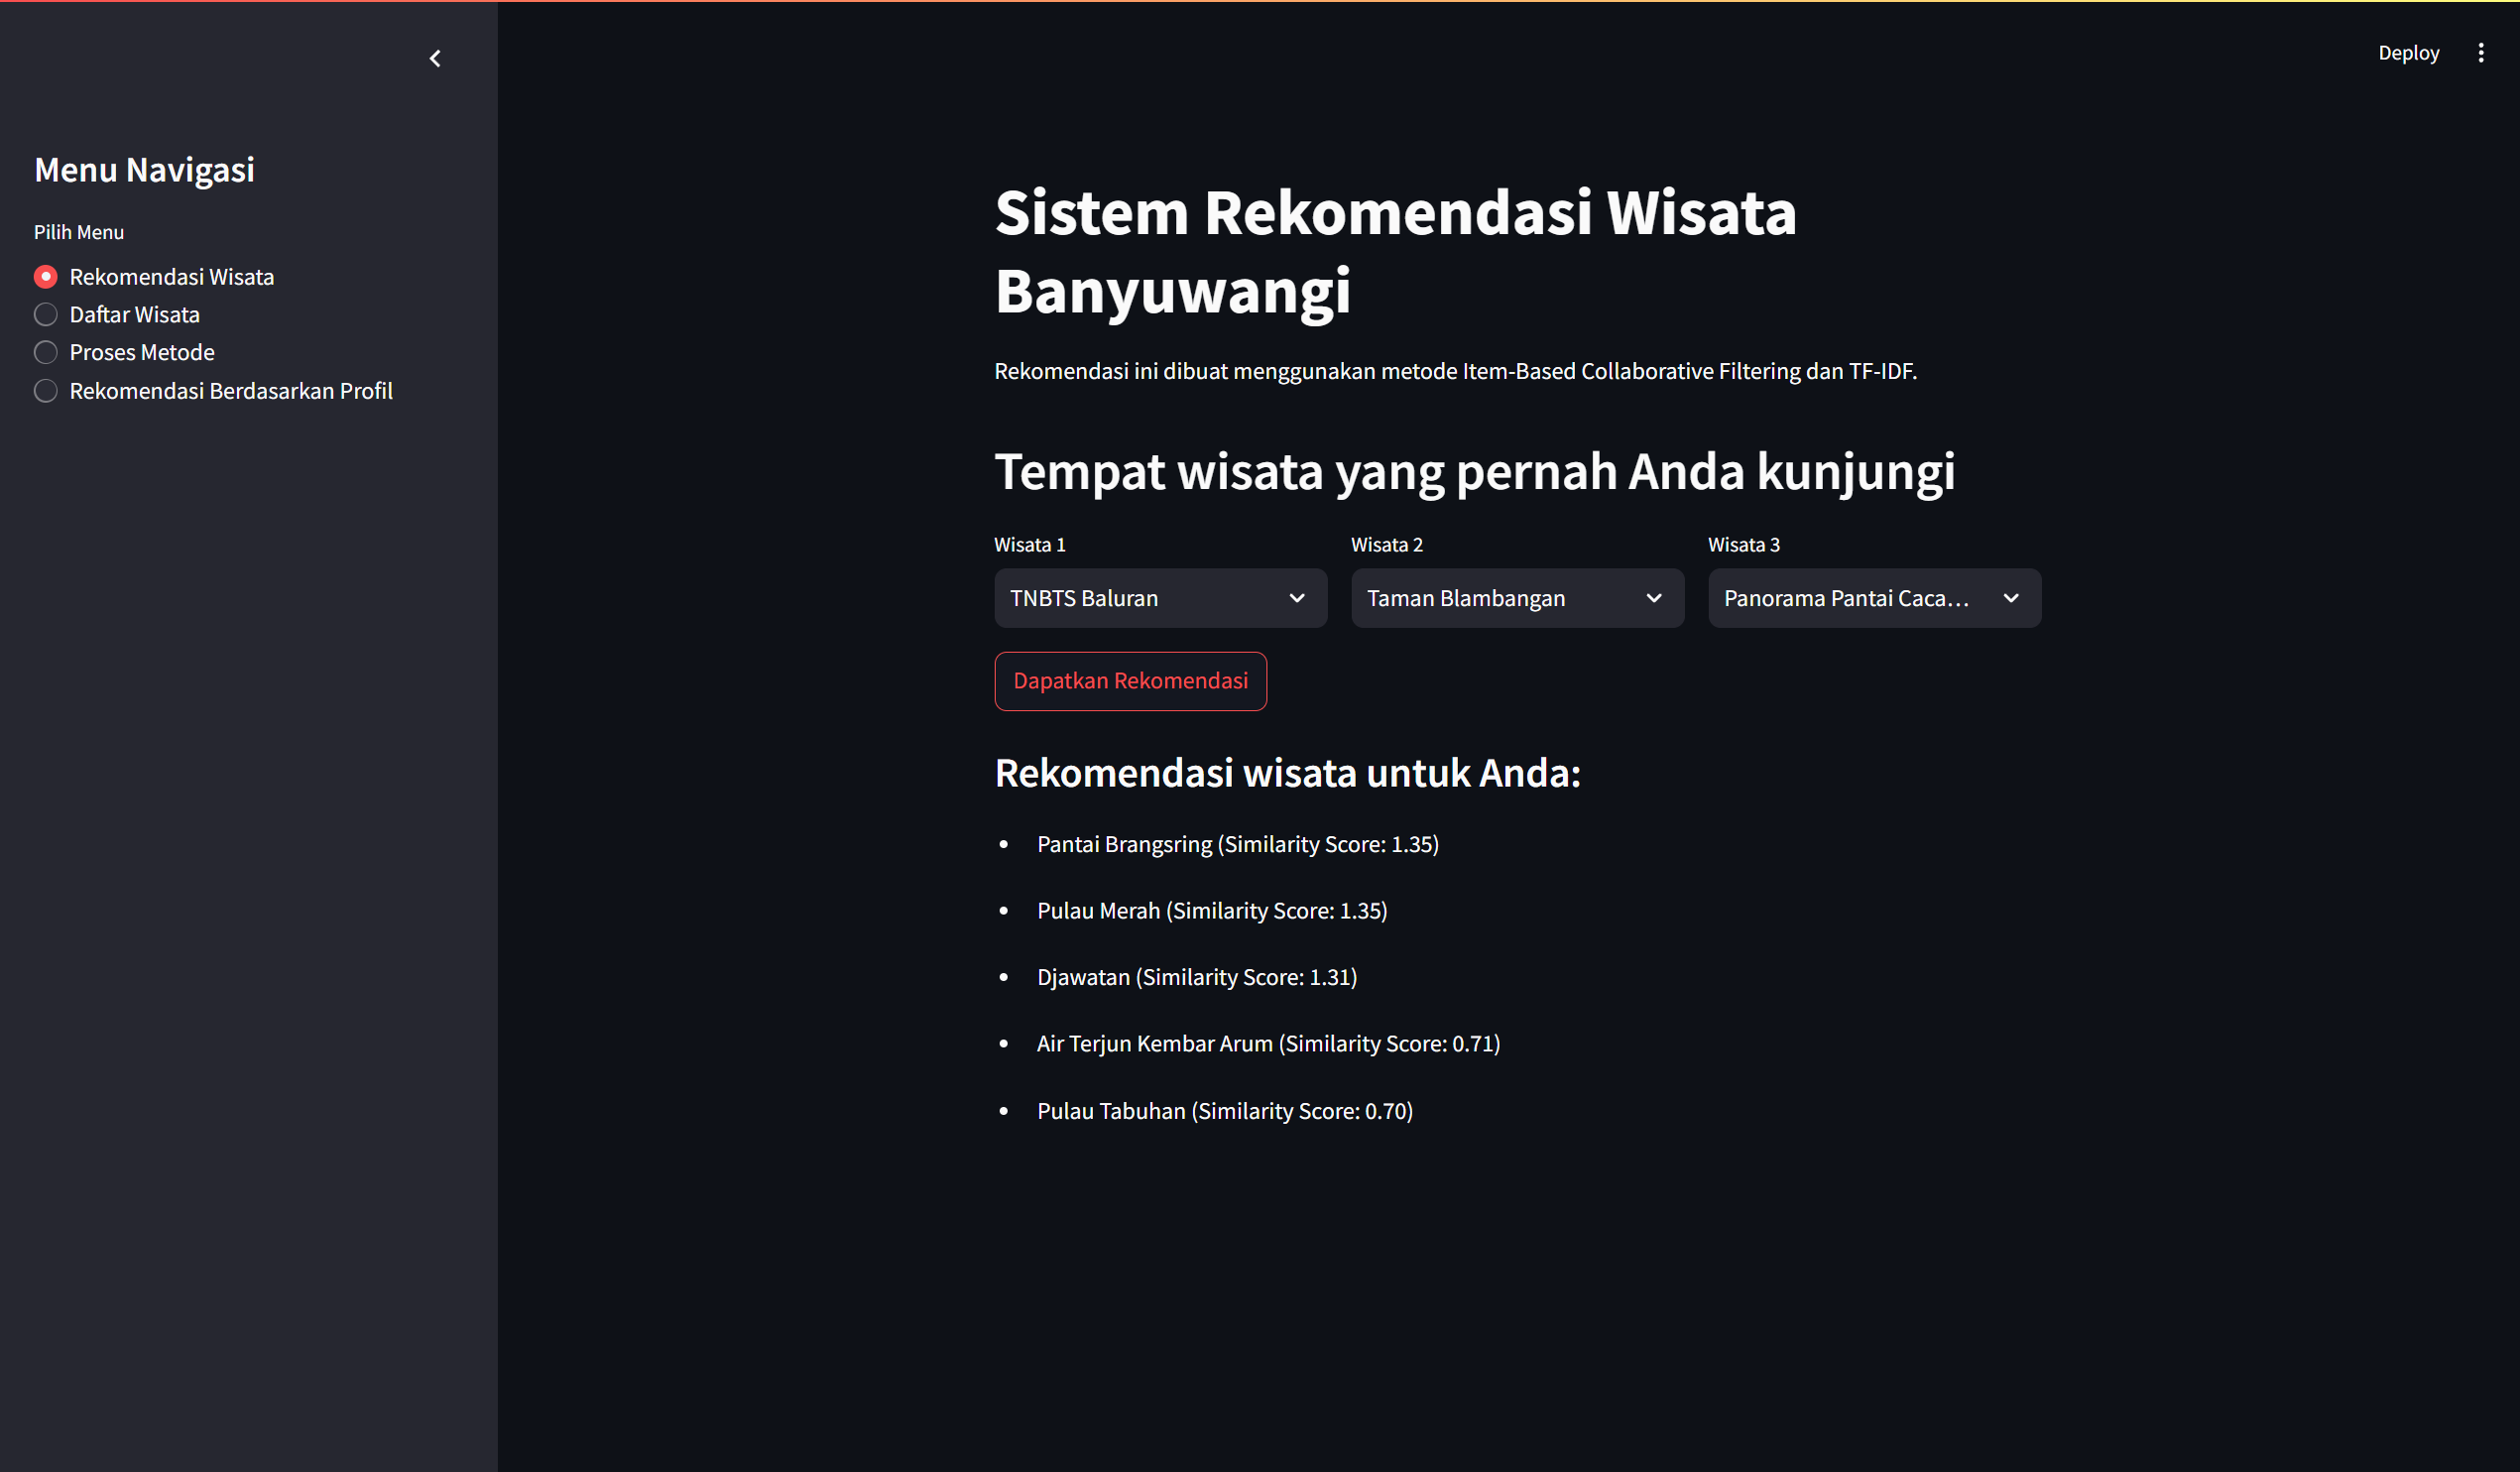 Deploy
Menu Navigasi
Pilih Menu
Rekomendasi Wisata
Daftar Wisata
Proses Metode
Rekomendasi Berdasarkan Profil
Sistem Rekomendasi Wisata
Banyuwangi
Rekomendasi ini dibuat menggunakan metode Item-Based Collaborative Filtering dan TF-IDF.
Tempat wisata yang pernah Anda kunjungi
Wisata 1 Wisata 2 Wisata 3
TNBTS Baluran Taman Blambangan Panorama Pantai Caca...
Dapatkan Rekomendasi
Rekomendasi wisata untuk Anda:
• Pantai Brangsring (Similarity Score: 1.35)
• Pulau Merah (Similarity Score: 1.35)
• Djawatan (Similarity Score: 1.31)
• Air Terjun Kembar Arum (Similarity Score: 0.71)
• Pulau Tabuhan (Similarity Score: 0.70)